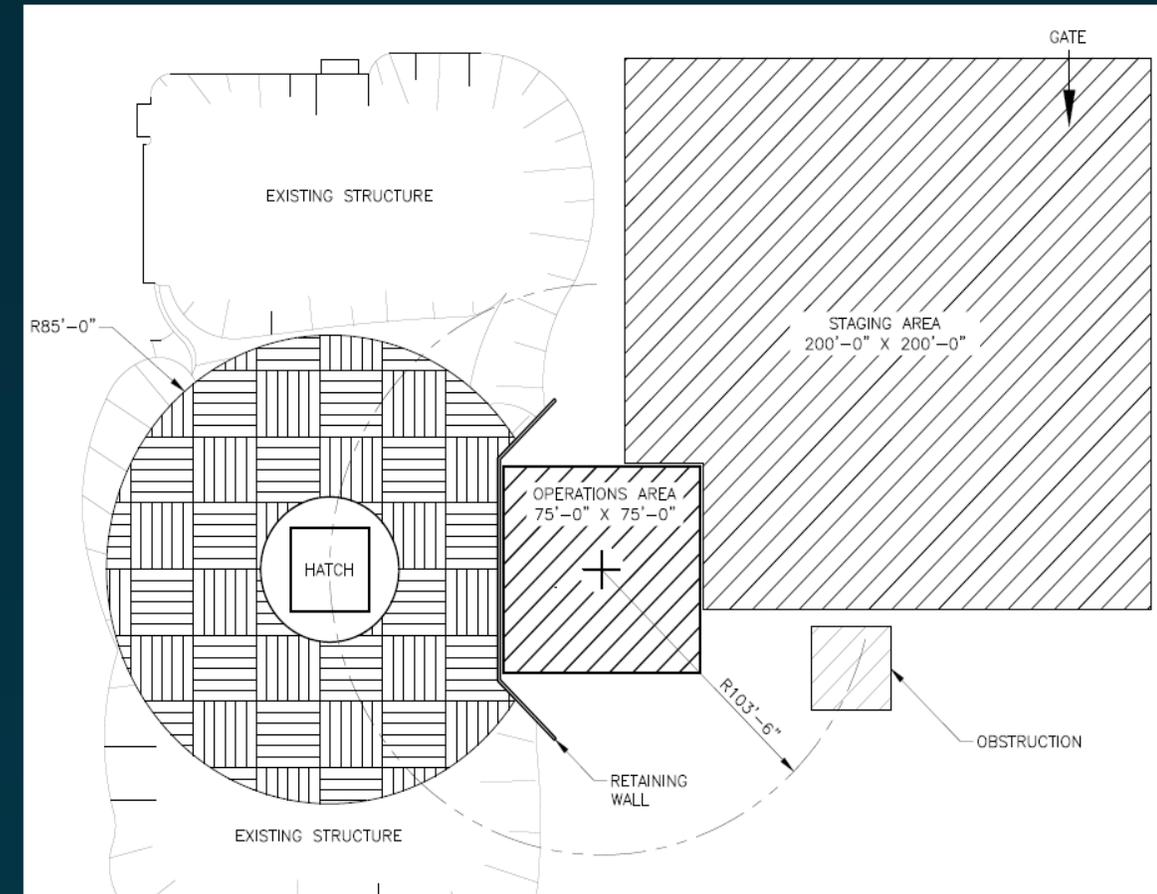 GATE
EXISTING STRUCTURE
R85'-0"
STAGING AREA
200'-0" X 200'-0"
OPERATIONS AREA
75'-0" X 75'-0"
HATCH
R103'-6"
OBSTRUCTION
RETAINING
WALL
EXISTING STRUCTURE